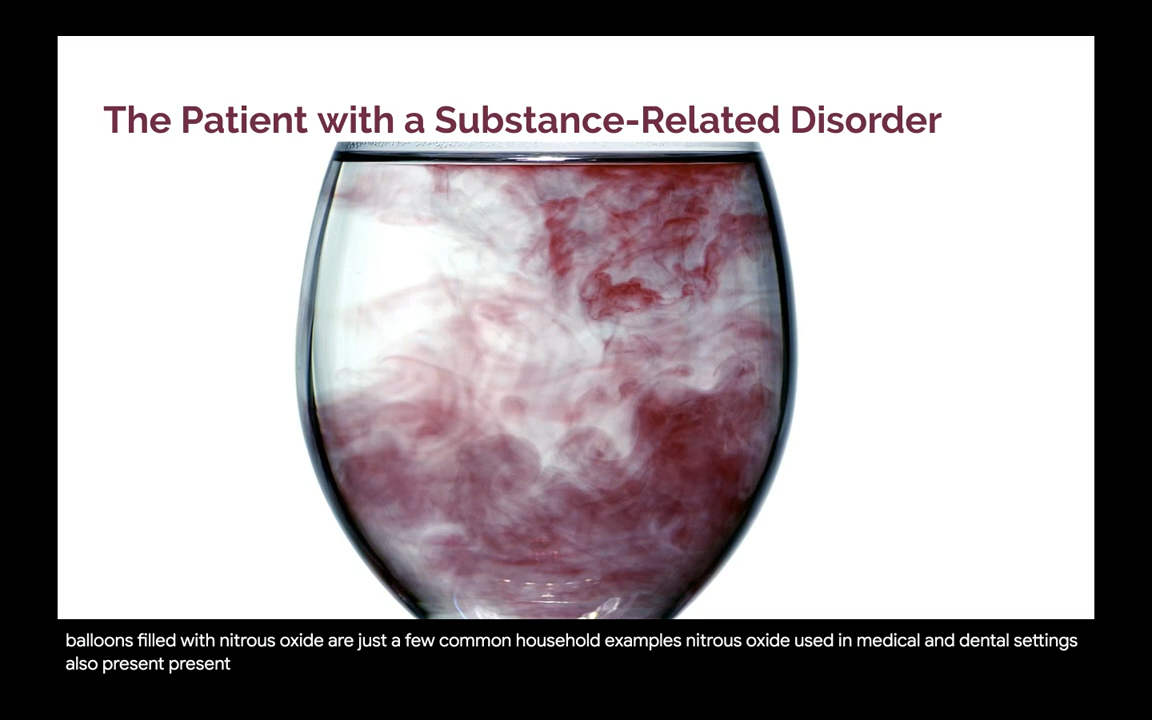 The Patient with a Substance-Related Disorder
balloons filled with nitrous oxide are just a few common household examples nitrous oxide used in medical and dental settings
also present present